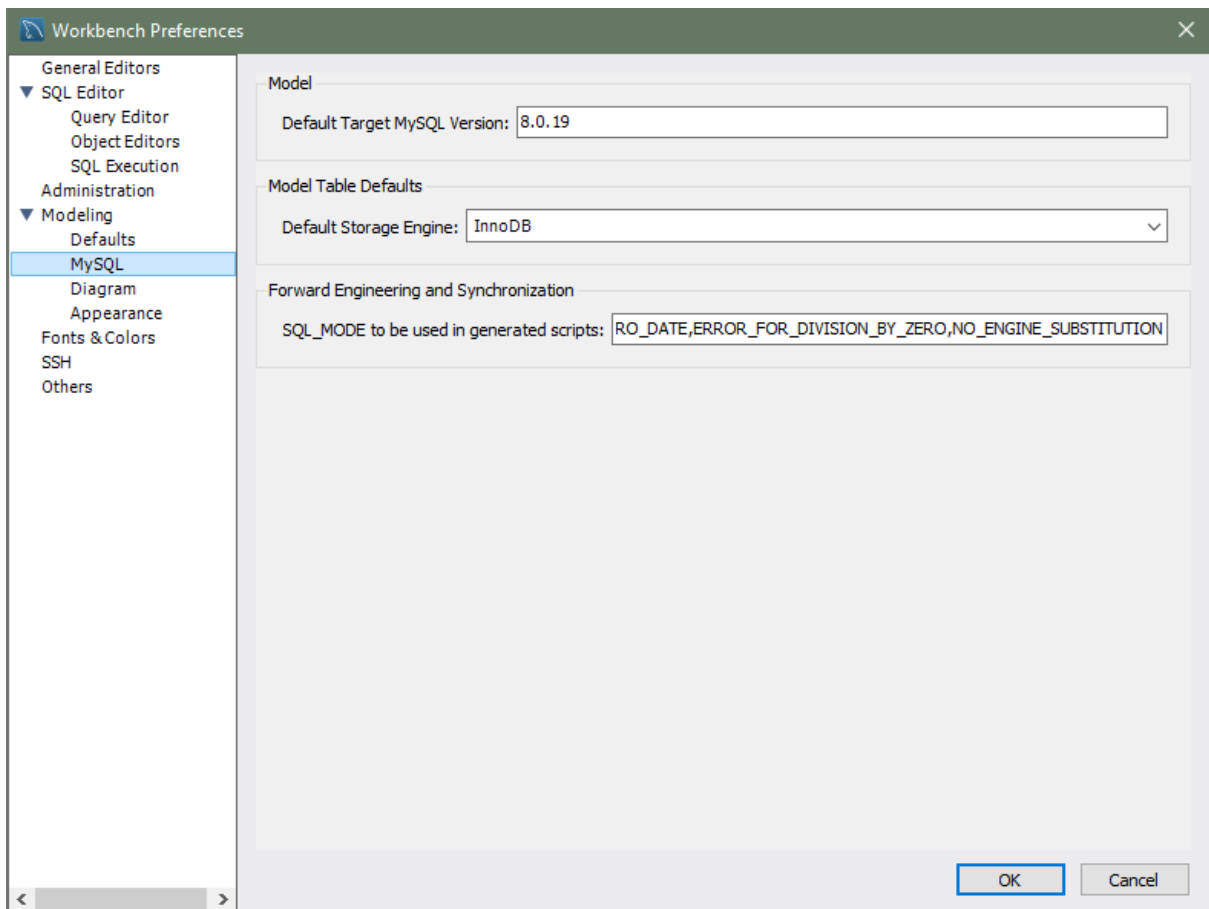 Workbench Preferences
General Editors
SQL Editor
Query Editor
Object Editors
SQL Execution
Administration
Modeling
Defaults
MySQL
Diagram
Appearance
Fonts & Colors
SSH
Others
Model
Default Target MySQL Version: 8.0.19
Model Table Defaults
Default Storage Engine: InnoDB
Forward Engineering and Synchronization
SQL_MODE to be used in generated scripts: RO_DATE,ERROR_FOR_DIVISION_BY_ZERO,NO_ENGINE_SUBSTITUTION
OK Cancel